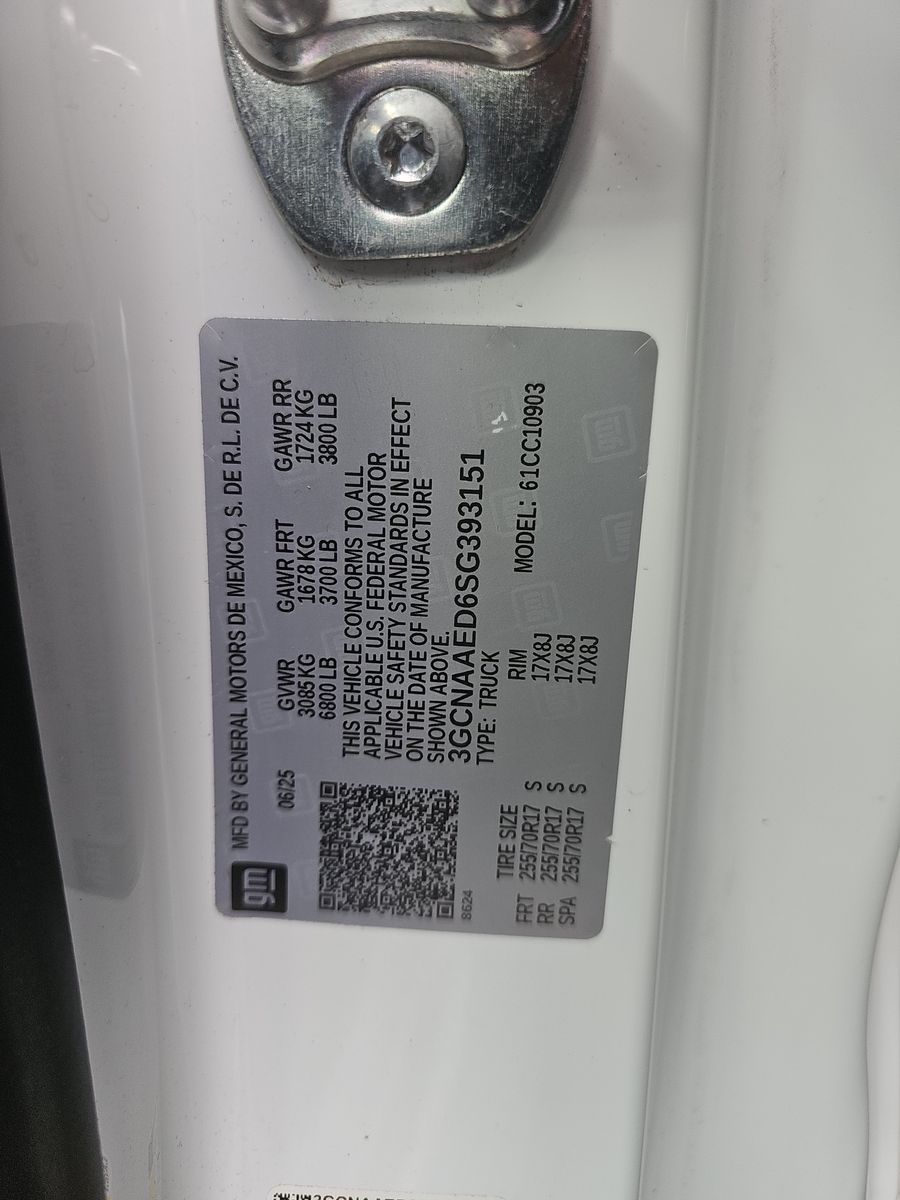 gm MFD BY GENERAL MOTORS DE MEXICO, S. DE R.L. DE C.V.
06/25 GVWR GAWR FRT GAWR RR
3085 KG 1678 KG 1724 KG
6800 LB 3700 LB 3800 LB
THIS VEHICLE CONFORMS TO ALL
APPLICABLE U.S. FEDERAL MOTOR
VEHICLE SAFETY STANDARDS IN EFFECT
ON THE DATE OF MANUFACTURE
SHOWN ABOVE.
3GCNAAED6SG393151
8624 TYPE: TRUCK
TIRE SIZE RIM MODEL: 61CC10903
FRT 255/70R17 S 17X8J
RR 255/70R17 S 17X8J
SPA 255/70R17 S 17X8J